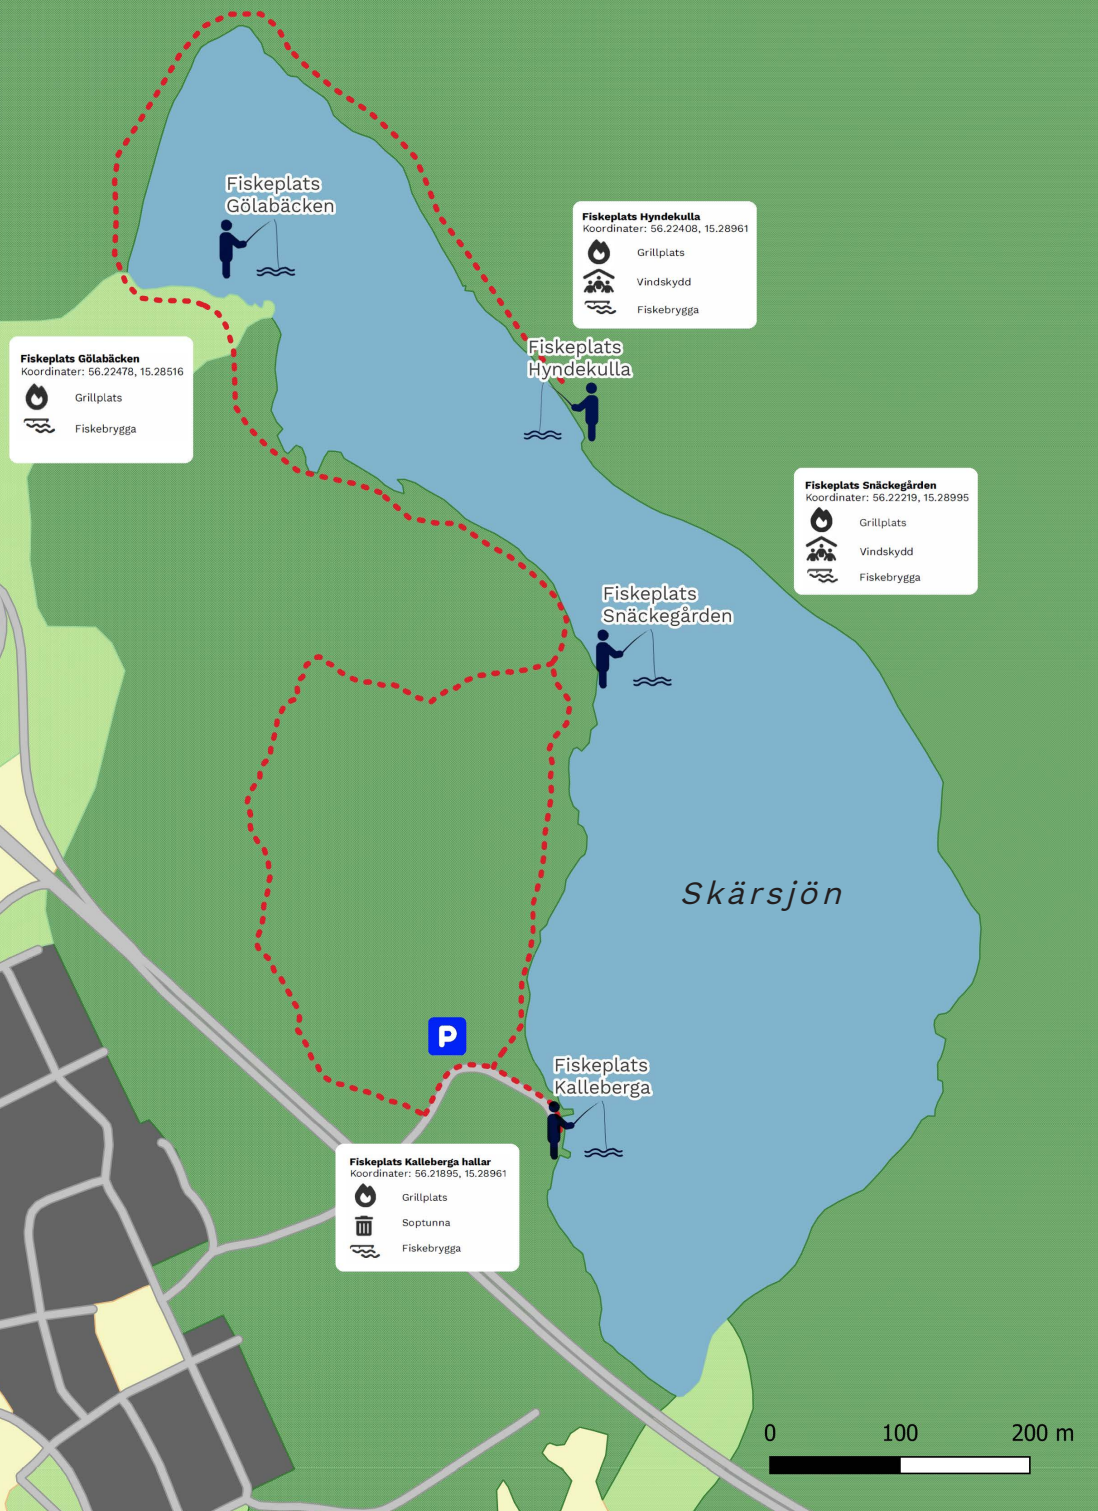 Fiskeplats
Gölabäcken
Fiskeplats Hyndekulla
Koordinater: 56.22408, 15.28961
Grillplats
Vindskydd
Fiskebrygga
Fiskeplats Gölabäcken
Koordinater: 56.22478, 15.28516
Grillplats
Fiskebrygga
Fiskeplats
Hyndekulla
Fiskeplats Snäckegården
Koordinater: 56.22219, 15.28995
Grillplats
Vindskydd
Fiskebrygga
Fiskeplats
Snäckegården
Skärsjön
P
Fiskeplats
Kalleberga
Fiskeplats Kalleberga hallar
Koordinater: 56.21895, 15.28961
Grillplats
Soptunna
Fiskebrygga
0 100 200 m